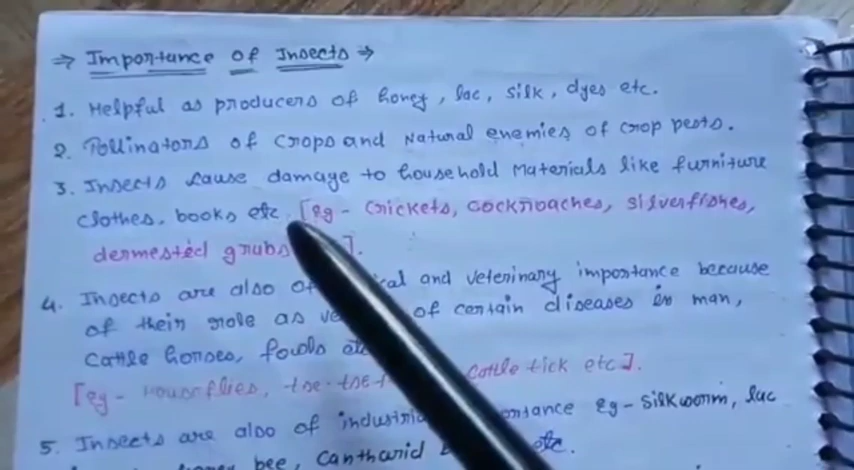 ⇒ Importance of Insects →
1. Helpful as producers of honey, lac, silk, dyes etc.
2. Pollinators of crops and Natural enemies of crop pests.
3. Insects cause damage to household Materials like furniture
clothes, books etc. [eg - crickets, cockroaches, silverfishes,
dermested grubs ].
4. Insects are also of and veterinary importance because
of their role as of certain diseases in man,
cattle horses, fowls
[eg - Houseflies, tse-tse cattle tick etc].
5. Insects are also of eg - silkworm, lac
bee, Cantharid etc.